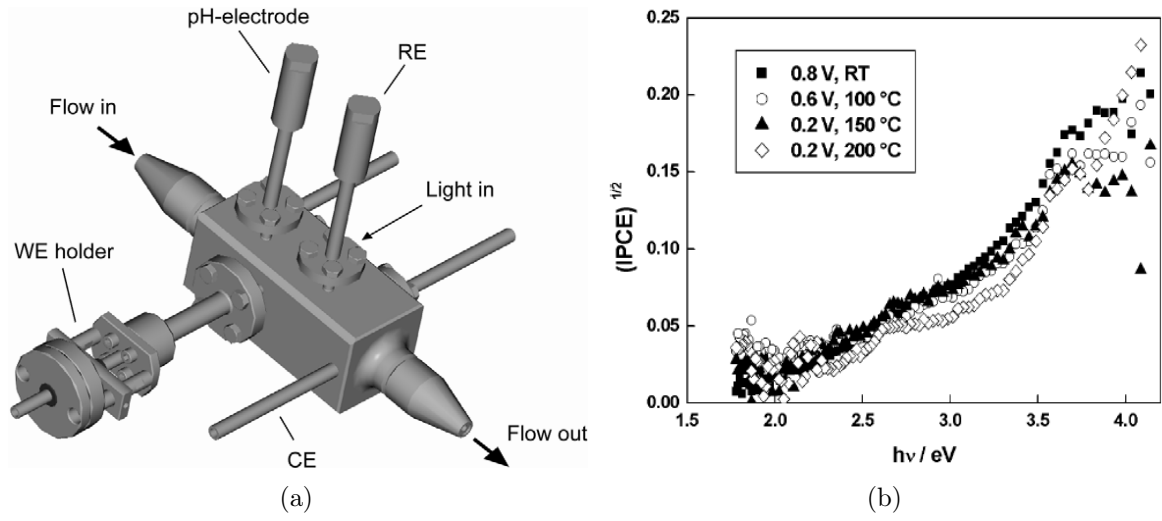 pH-electrode
RE
Flow in
Light in
WE holder
CE
Flow out
(a)
0.25
0.20
0.15
0.10
0.05
0.00
(IPCE) 1/2
0.8 V, RT
0.6 V, 100 °C
0.2 V, 150 °C
0.2 V, 200 °C
1.5 2.0 2.5 3.0 3.5 4.0
hν / eV
(b)